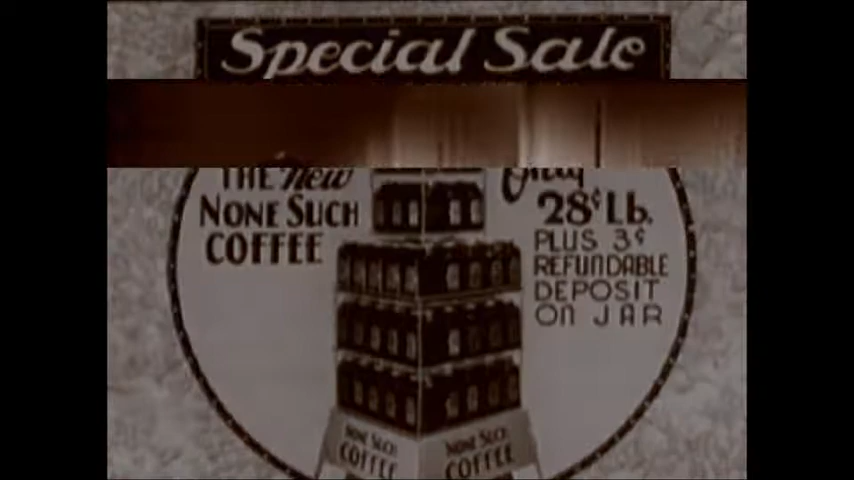 Special Sale
THE New
NONE SUCH
COFFEE
Only
28¢ Lb.
PLUS 3¢
REFUNDABLE
DEPOSIT
ON JAR
NONE SUCH
COFFEE
NONE SUCH
COFFEE